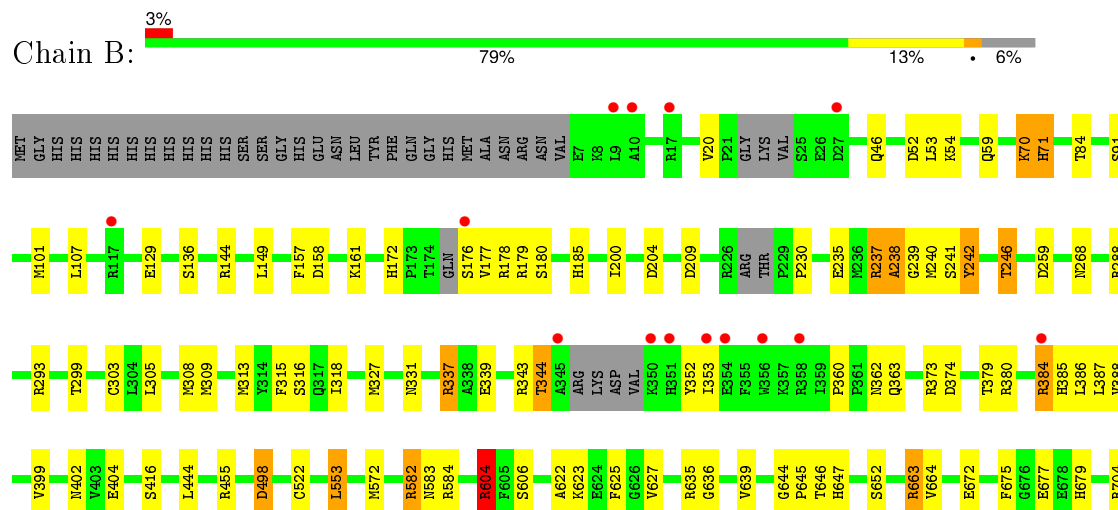 3%
Chain B:
79% 13% • 6%
MET GLY HIS HIS HIS HIS HIS HIS HIS HIS HIS HIS SER SER GLY HIS GLU ASN LEU TYR PHE GLN GLY HIS MET ALA ASN ARG ASN VAL E7 K8 L9 A10 R17 V20 P21 GLY LYS VAL S25 E26 D27 Q46 D52 L53 K54 Q59 K70 H71 T84 S91
M101 L107 R117 E129 S136 R144 L149 F157 D158 K161 H172 P173 T174 GLN S176 V177 R178 R179 S180 H185 I200 D204 D209 R226 ARG THR P229 P230 E235 M236 R237 A238 G239 M240 S241 Y242 T246 D259 N268
R293 T299 C303 L304 L305 M308 M309 M313 Y314 F315 S316 Q317 I318 M327 N331 R337 A338 E339 R343 T344 A345 ARG LYS ASP VAL K350 H351 Y352 I353 E354 F355 W356 K357 R358 I359 P360 P361 N362 Q363 R373 D374 T379 R380 R384 H385 L386 L387
V399 N402 V403 E404 S416 L444 R455 D498 C522 L553 M572 R582 N583 R584 R604 F605 S606 A622 K623 E624 F625 G626 V627 R635 G636 V639 G644 P645 T646 H647 S652 R663 V664 E672 F675 G676 E677 E678 H679